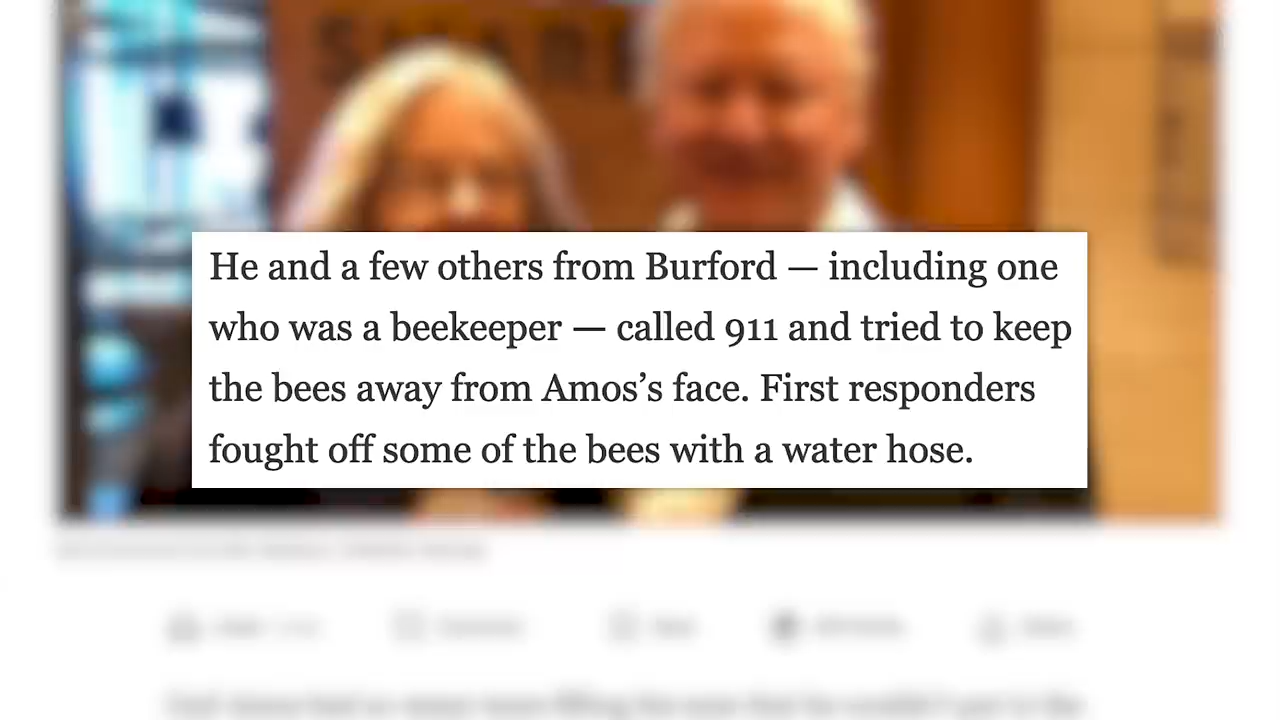 He and a few others from Burford — including one
who was a beekeeper — called 911 and tried to keep
the bees away from Amos’s face. First responders
fought off some of the bees with a water hose.